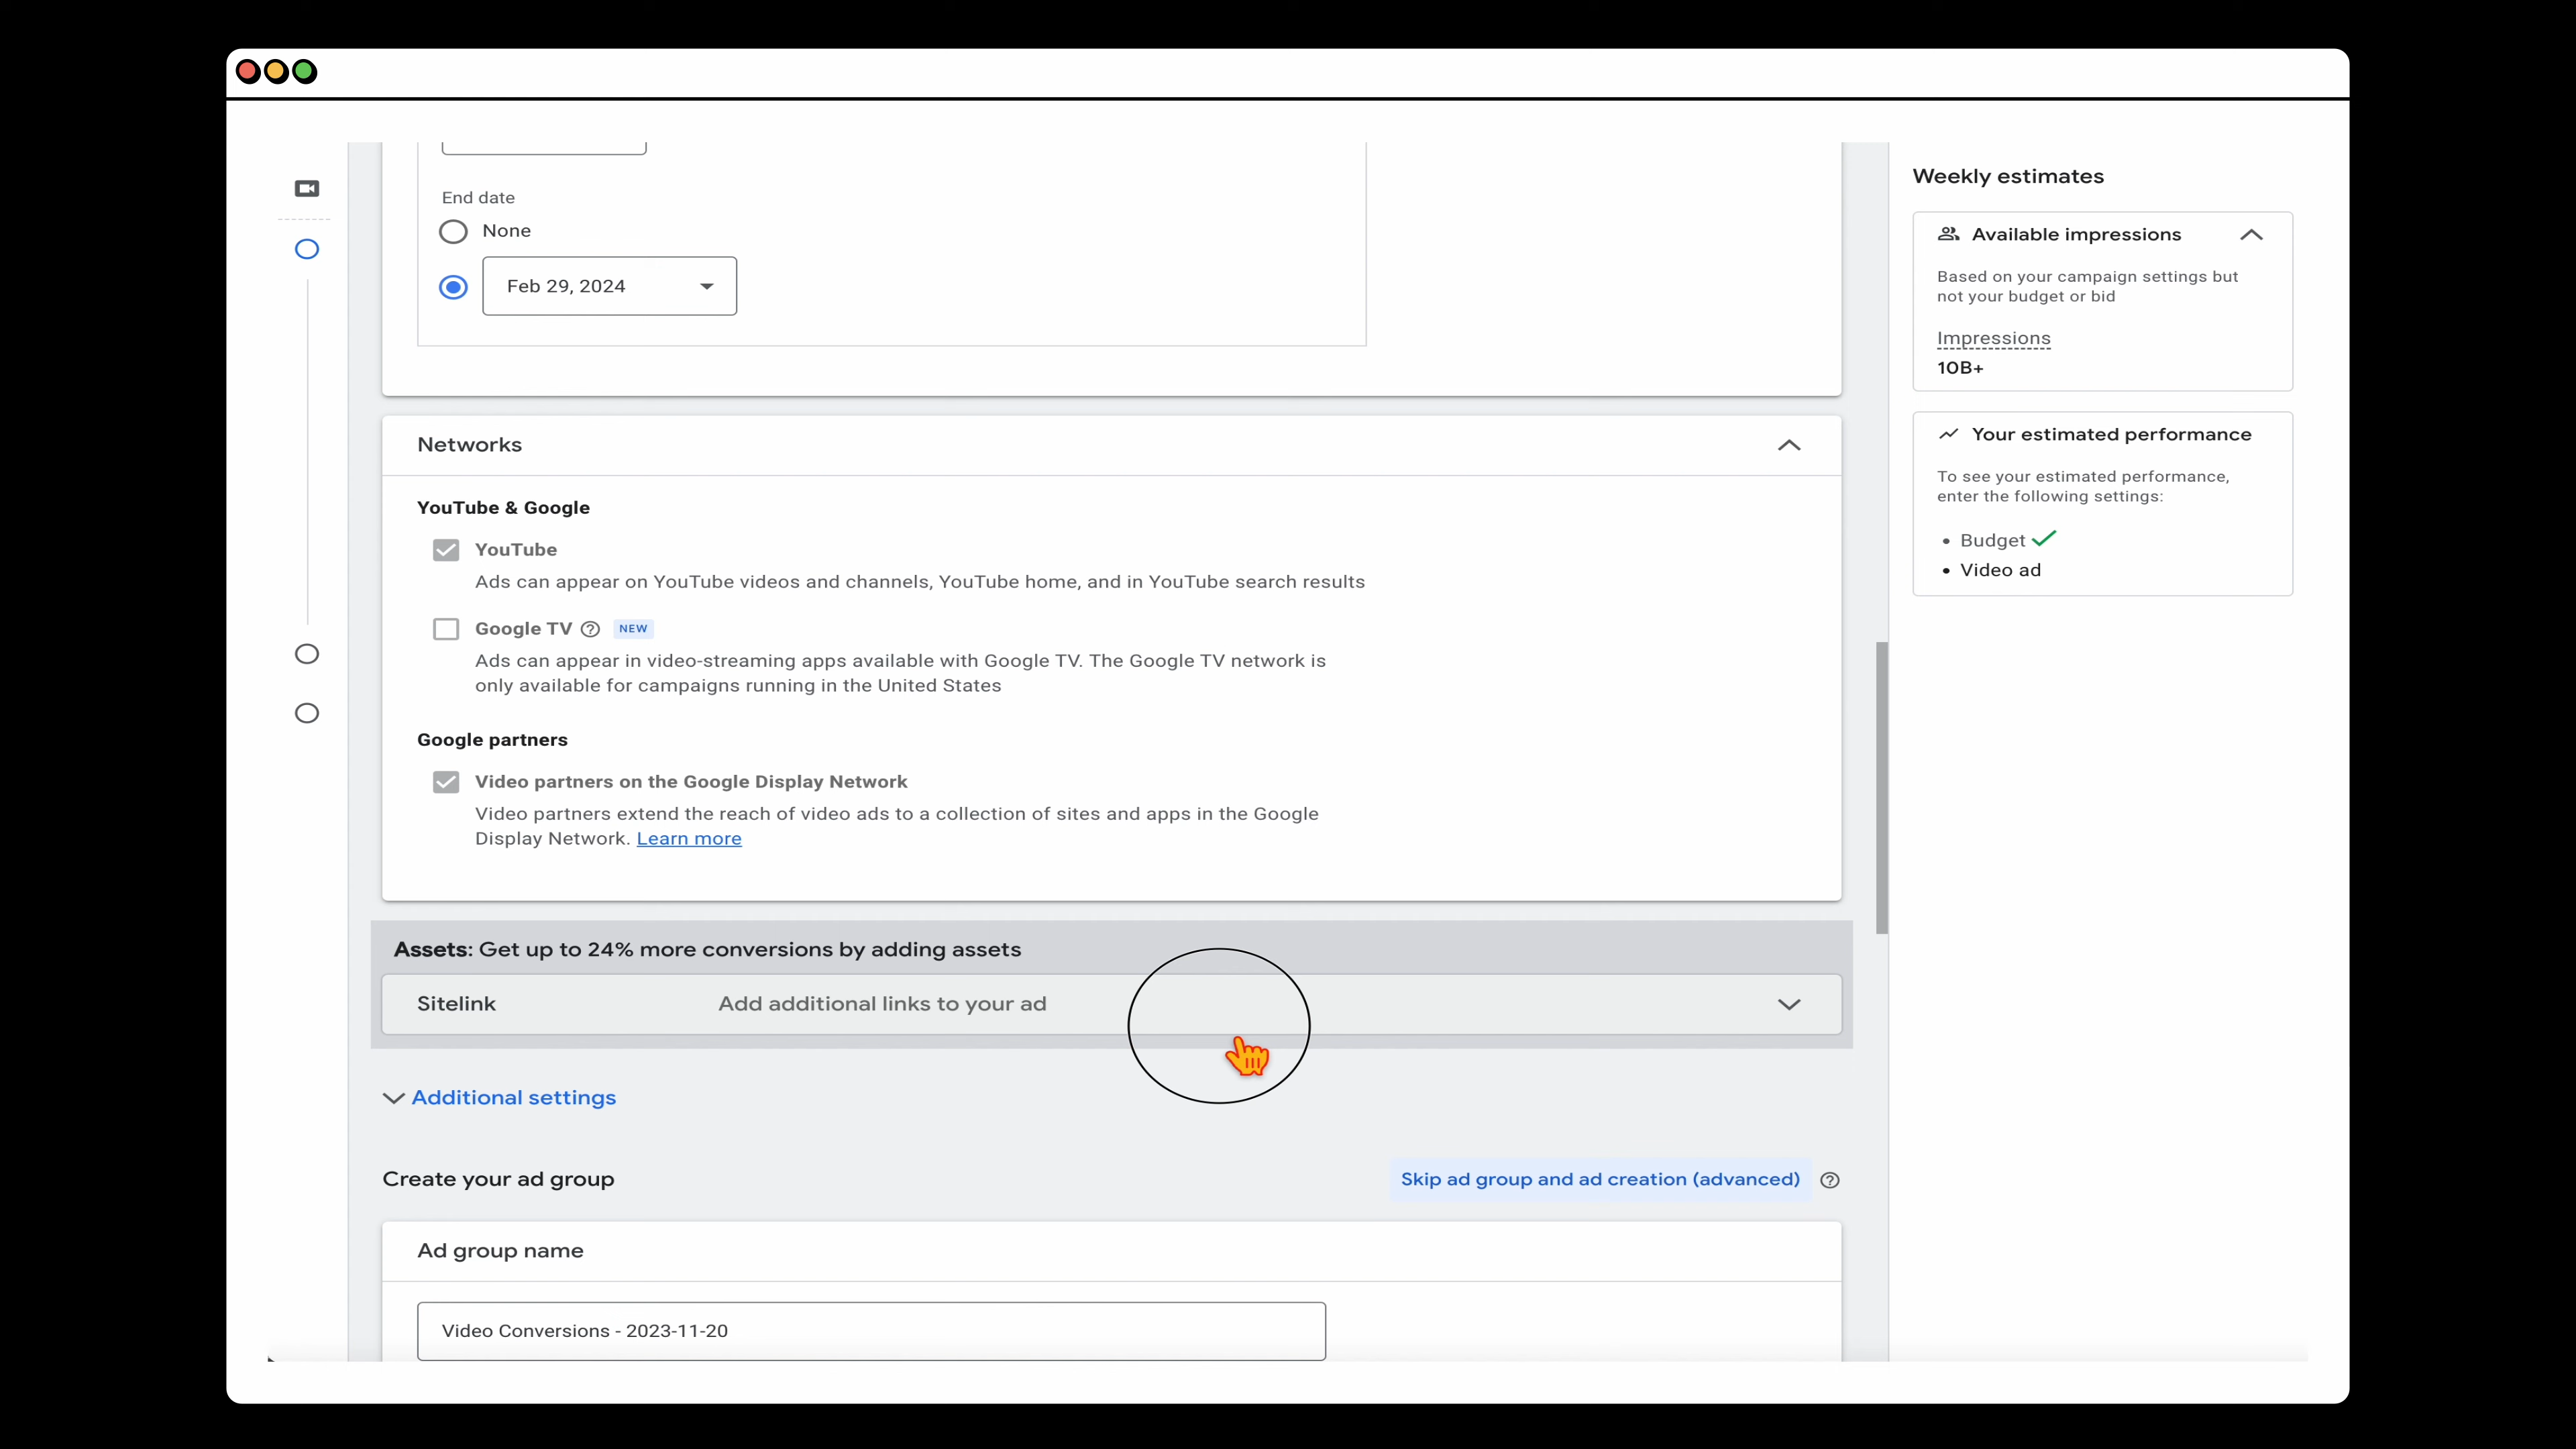 End date
None
Feb 29, 2024
Networks
YouTube & Google
YouTube
Ads can appear on YouTube videos and channels, YouTube home, and in YouTube search results
Google TV NEW
Ads can appear in video-streaming apps available with Google TV. The Google TV network is
only available for campaigns running in the United States
Google partners
Video partners on the Google Display Network
Video partners extend the reach of video ads to a collection of sites and apps in the Google
Display Network. Learn more
Assets: Get up to 24% more conversions by adding assets
Sitelink Add additional links to your ad
Additional settings
Create your ad group Skip ad group and ad creation (advanced)
Ad group name
Video Conversions - 2023-11-20
Weekly estimates
Available impressions
Based on your campaign settings but
not your budget or bid
Impressions
10B+
Your estimated performance
To see your estimated performance,
enter the following settings:
• Budget
• Video ad